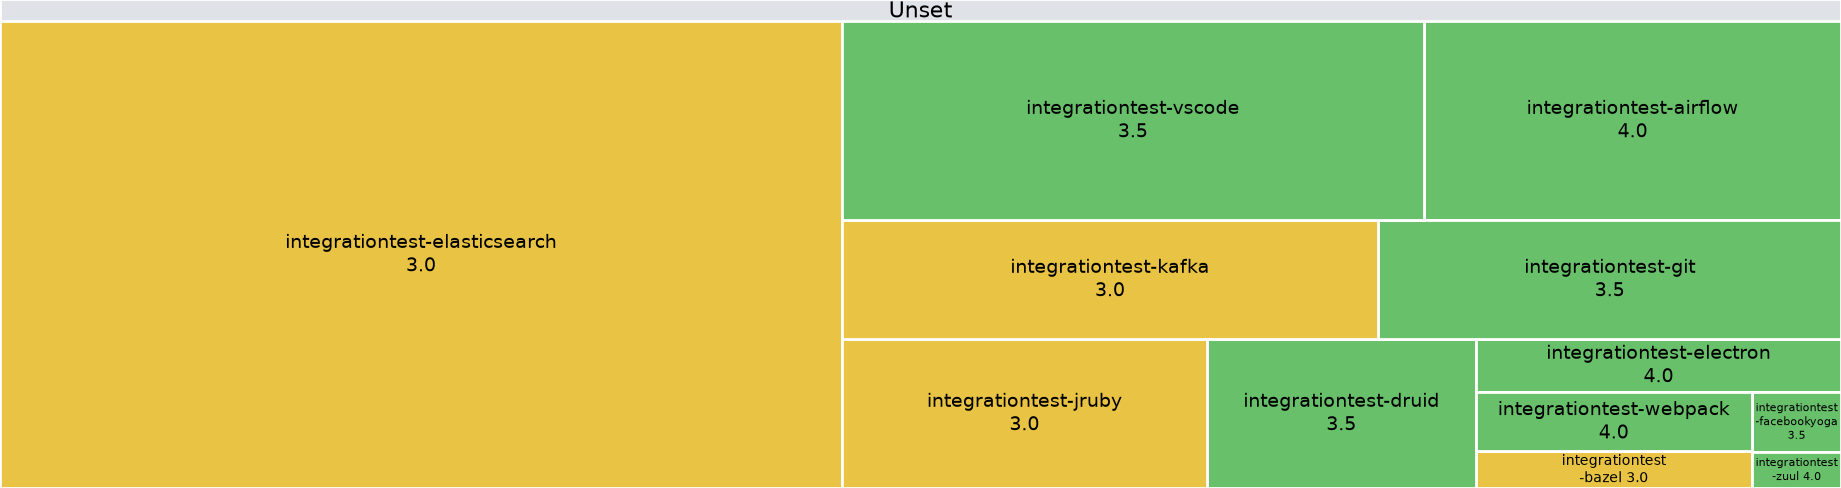 Unset
integrationtest-elasticsearch
3.0
integrationtest-vscode
3.5
integrationtest-airflow
4.0
integrationtest-kafka
3.0
integrationtest-git
3.5
integrationtest-jruby
3.0
integrationtest-druid
3.5
integrationtest-electron
4.0
integrationtest-webpack
4.0
integrationtest
-facebookyoga
3.5
integrationtest
-bazel 3.0
integrationtest
-zuul 4.0